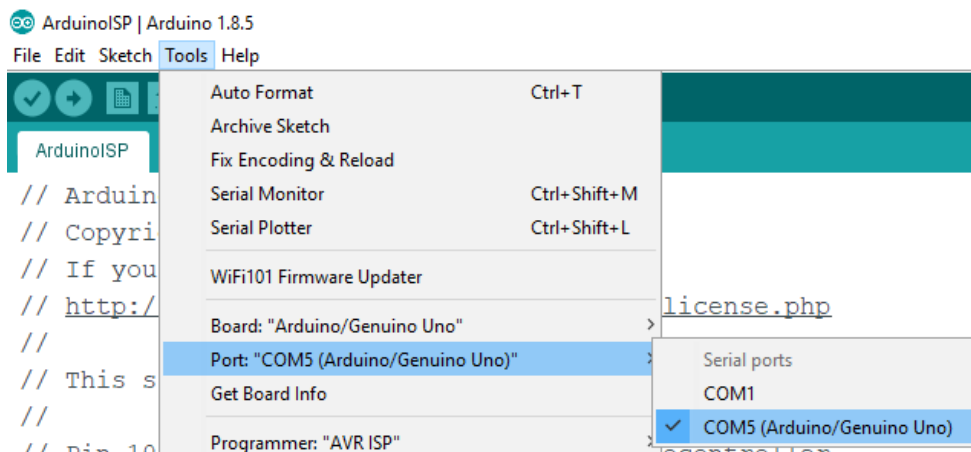 ArduinoISP | Arduino 1.8.5
File Edit Sketch Tools Help
Auto Format Ctrl+T
Archive Sketch
ArduinoISP
Fix Encoding & Reload
// Arduin
Serial Monitor Ctrl+Shift+M
// Copyri
Serial Plotter Ctrl+Shift+L
// If you
WiFi101 Firmware Updater
// http:/ license.php
Board: "Arduino/Genuino Uno"
//
Port: "COM5 (Arduino/Genuino Uno)"
Serial ports
// This s
Get Board Info
COM1
//
COM5 (Arduino/Genuino Uno)
// Pin 10
Programmer: "AVR ISP"